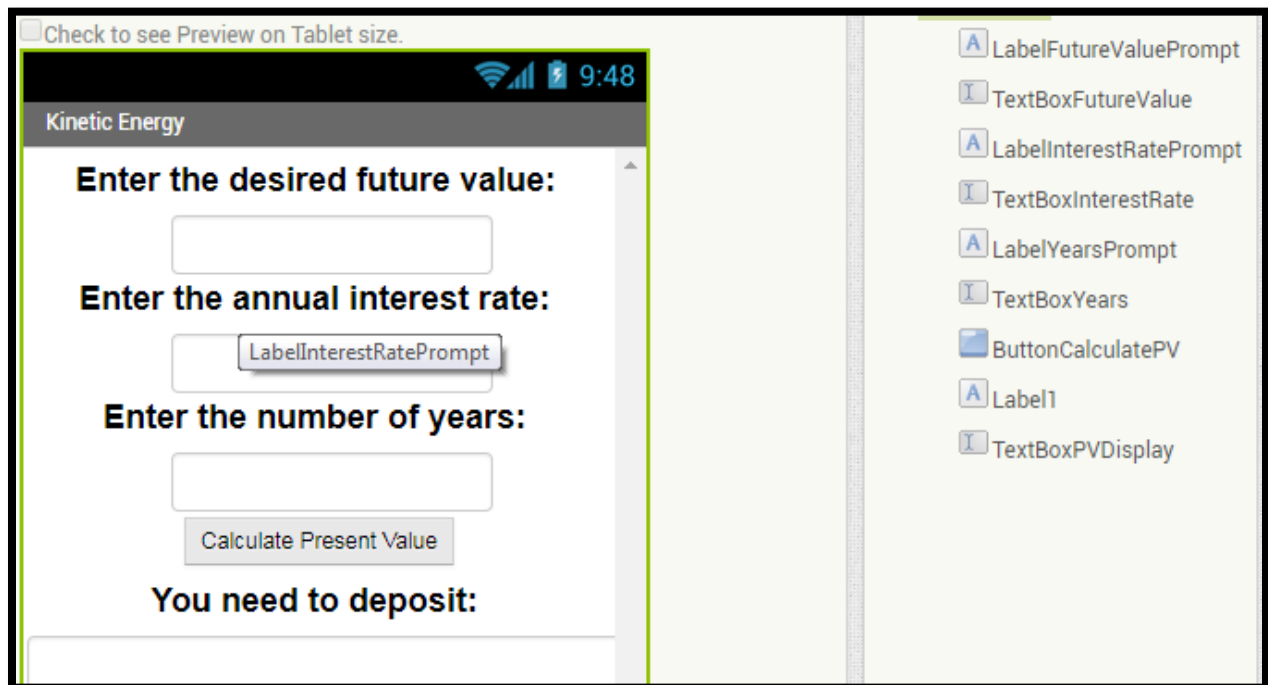 Check to see Preview on Tablet size.
9:48
Kinetic Energy
Enter the desired future value:
Enter the annual interest rate:
LabelInterestRatePrompt
Enter the number of years:
Calculate Present Value
You need to deposit:
LabelFutureValuePrompt
TextBoxFutureValue
LabelInterestRatePrompt
TextBoxInterestRate
LabelYearsPrompt
TextBoxYears
ButtonCalculatePV
Label1
TextBoxPVDisplay